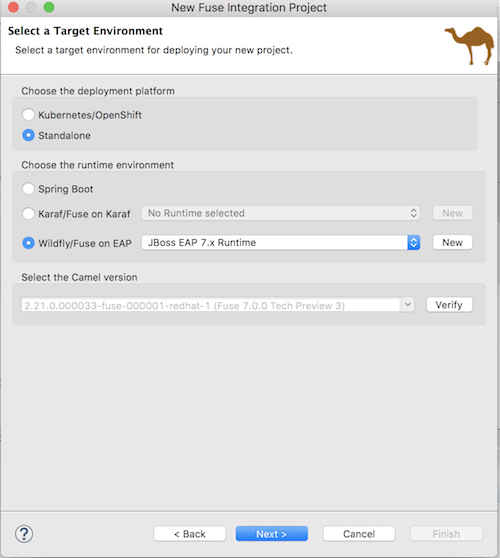 New Fuse Integration Project
Select a Target Environment
Select a target environment for deploying your new project.
Choose the deployment platform
Kubernetes/OpenShift
Standalone
Choose the runtime environment
Spring Boot
Karaf/Fuse on Karaf No Runtime selected New
Wildfly/Fuse on EAP JBoss EAP 7.x Runtime New
Select the Camel version
2.21.0.000033-fuse-000001-redhat-1 (Fuse 7.0.0 Tech Preview 3) Verify
? < Back Next > Cancel Finish